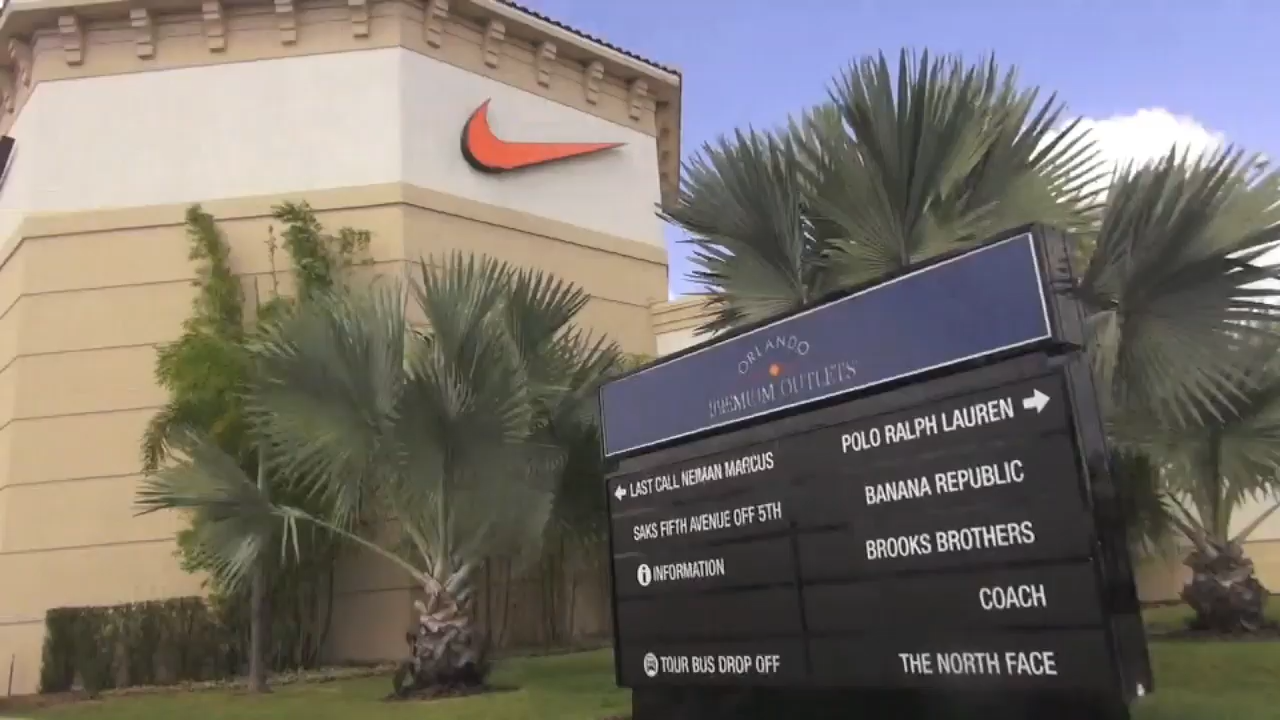 ORLANDO
PREMIUM OUTLETS
POLO RALPH LAUREN
LAST CALL NEIMAN MARCUS
BANANA REPUBLIC
SAKS FIFTH AVENUE OFF 5TH
BROOKS BROTHERS
i INFORMATION
COACH
TOUR BUS DROP OFF
THE NORTH FACE